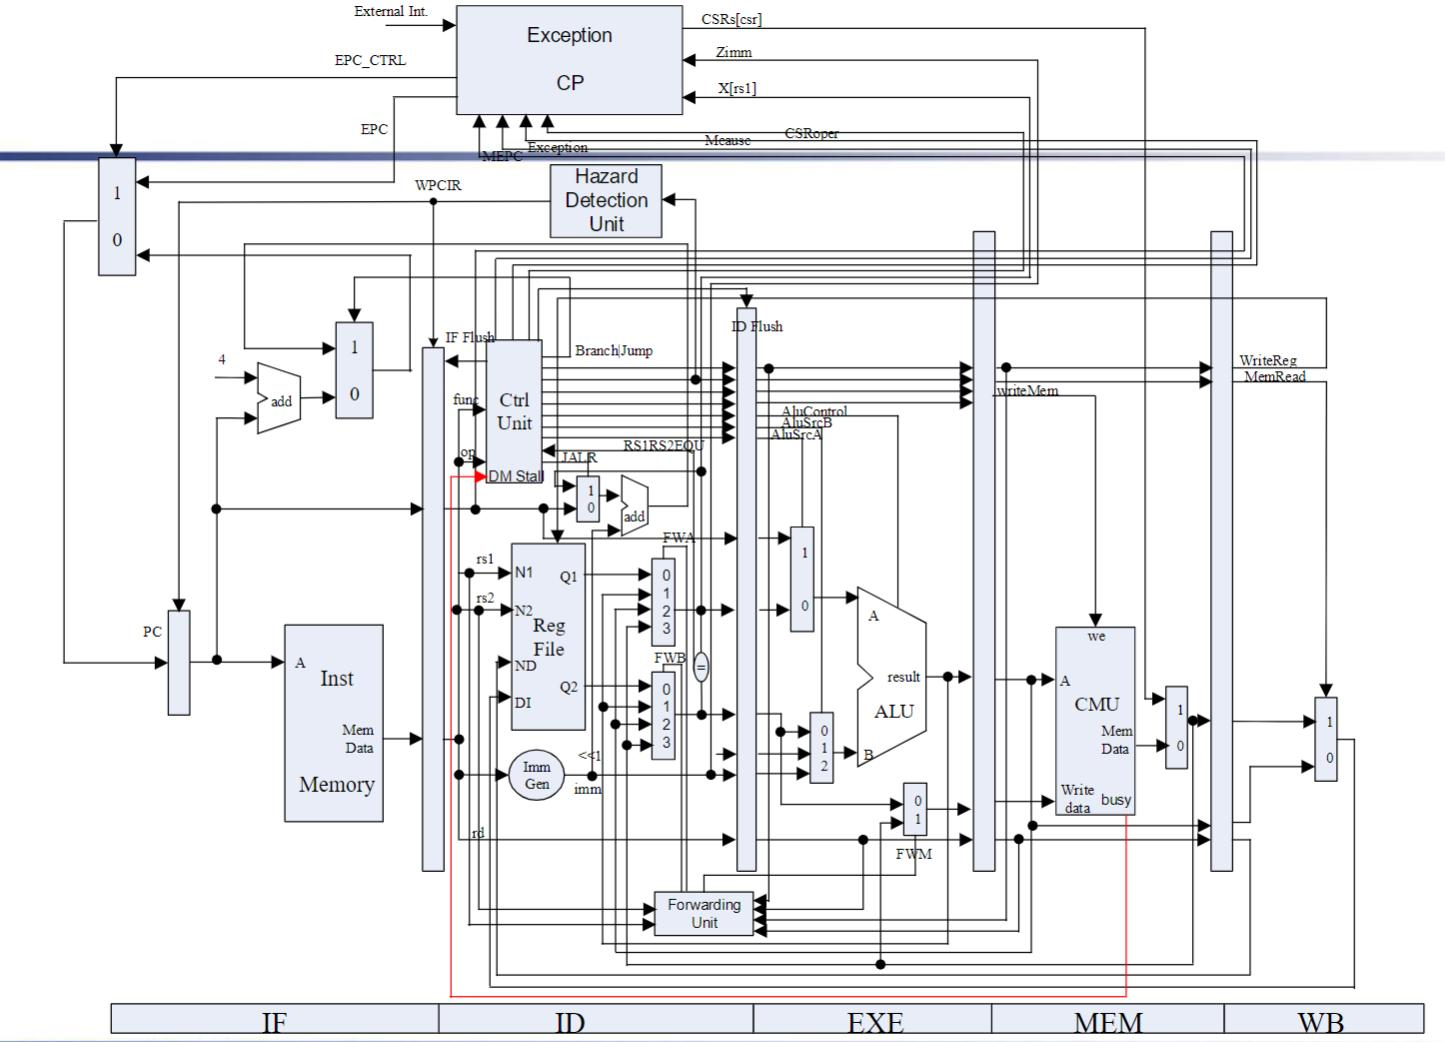 External Int.
Exception
CP
CSRs[csr]
Zimm
X[rs1]
EPC_CTRL
EPC
CSRoper
Mcause
Exception
MEPC
1
0
WPCIR
Hazard
Detection
Unit
IF Flush
ID Flush
Branch|Jump
WriteReg
MemRead
writeMem
4
add
1
0
func
Ctrl
Unit
op
DM Stall
AluControl
AluSrcB
AluSrcA
RS1RS2EQU
JALR
1
0
add
FWA
rs1
N1
Q1
0
1
2
3
rs2
N2
Reg
File
ND
DI
Q2
FWB
0
1
2
3
=
1
0
A
result
ALU
B
0
1
2
PC
A
Inst
Mem
Data
Memory
we
A
CMU
Mem
Data
Write
data
busy
1
0
1
0
Imm
Gen
<<1
imm
rd
0
1
FWM
Forwarding
Unit
IF
ID
EXE
MEM
WB